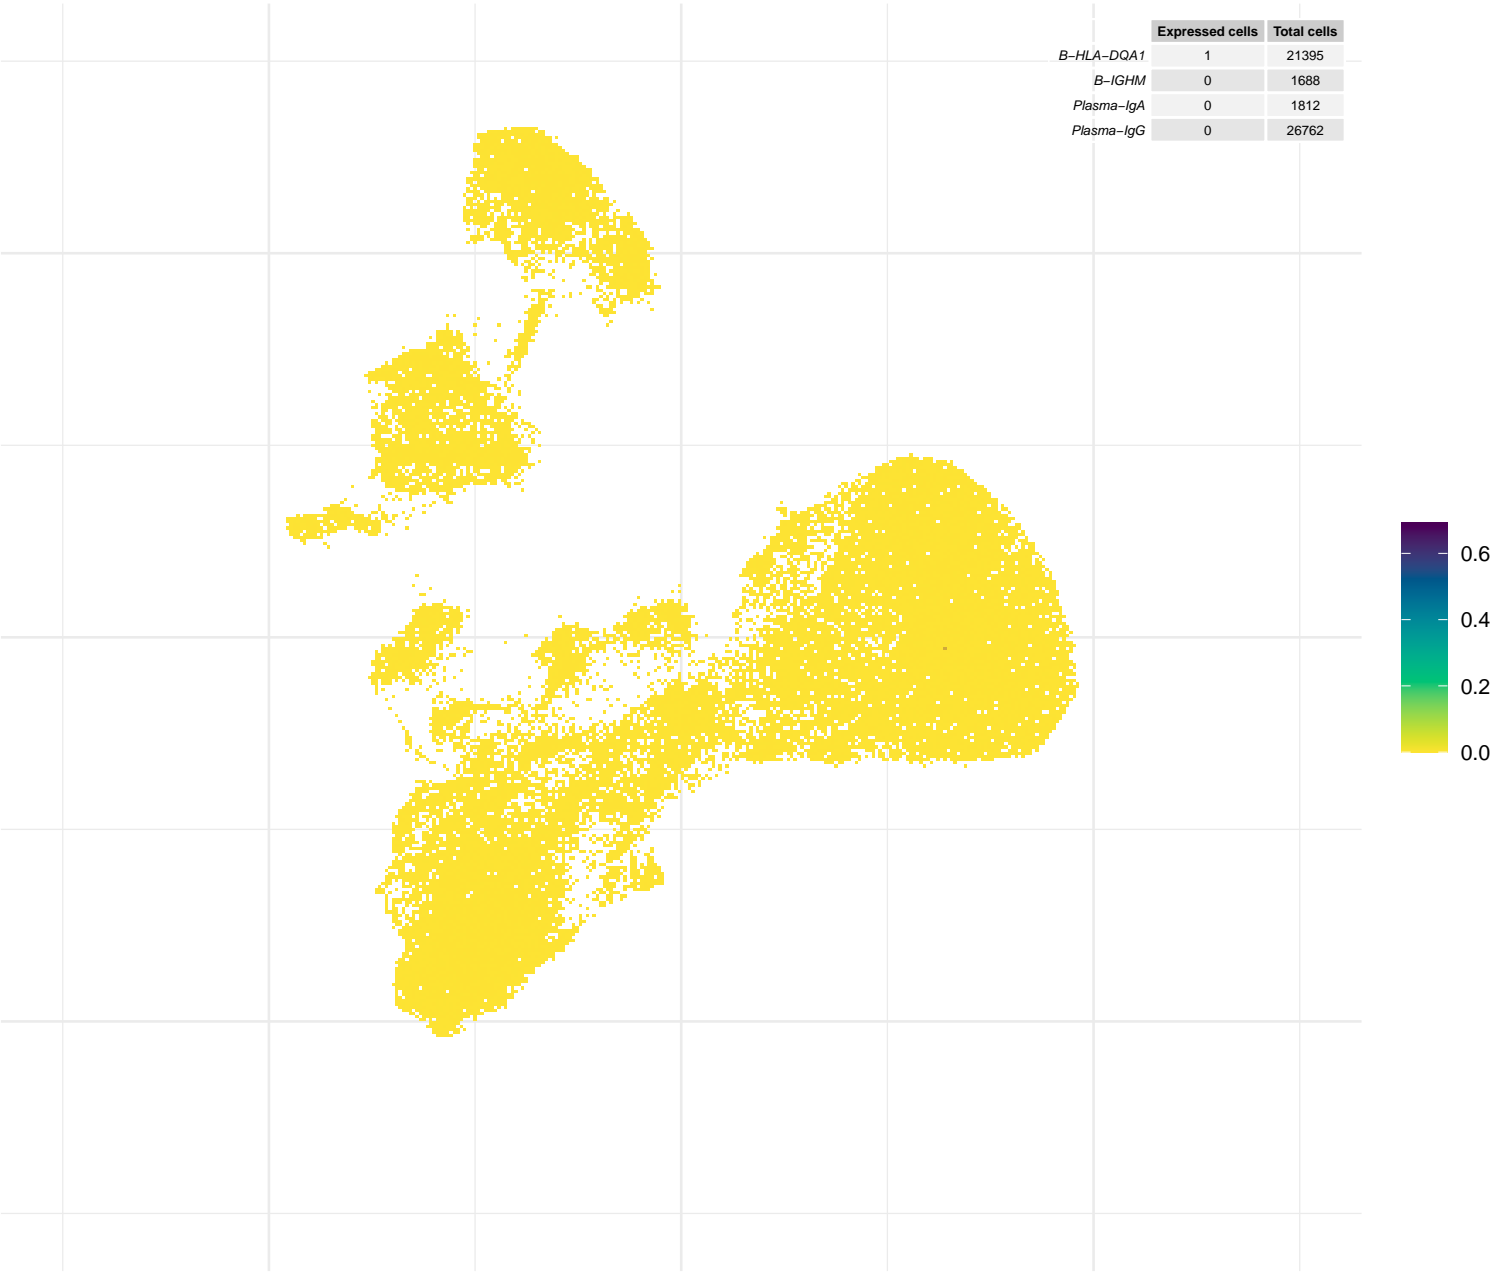 Expressed cells Total cells
B−HLA−DQA1 1 21395
B−IGHM 0 1688
Plasma−IgA 0 1812
Plasma−IgG 0 26762
0.6
0.4
0.2
0.0